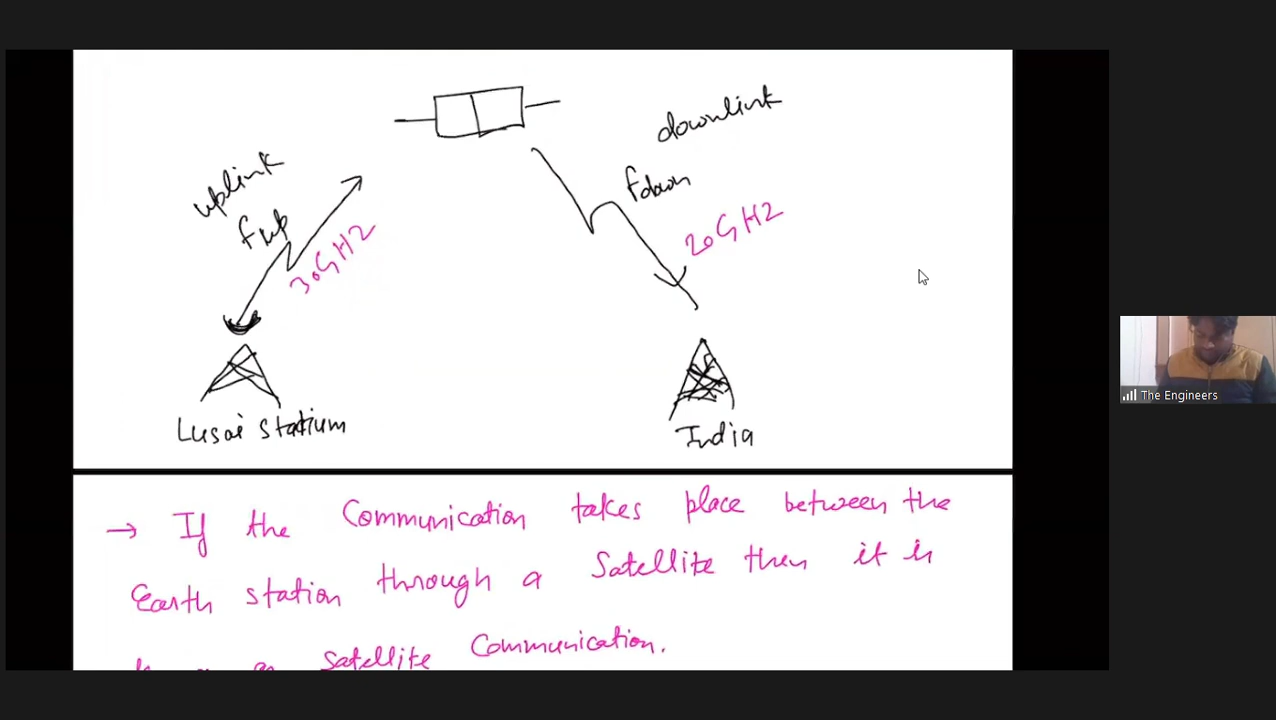 downlink
uplink
fdown
fup
20GHZ
30GHZ
Lusai Statium
India
The Engineers
→ If the Communication takes place between the
Earth station through a Satellite then it is
Satellite Communication.